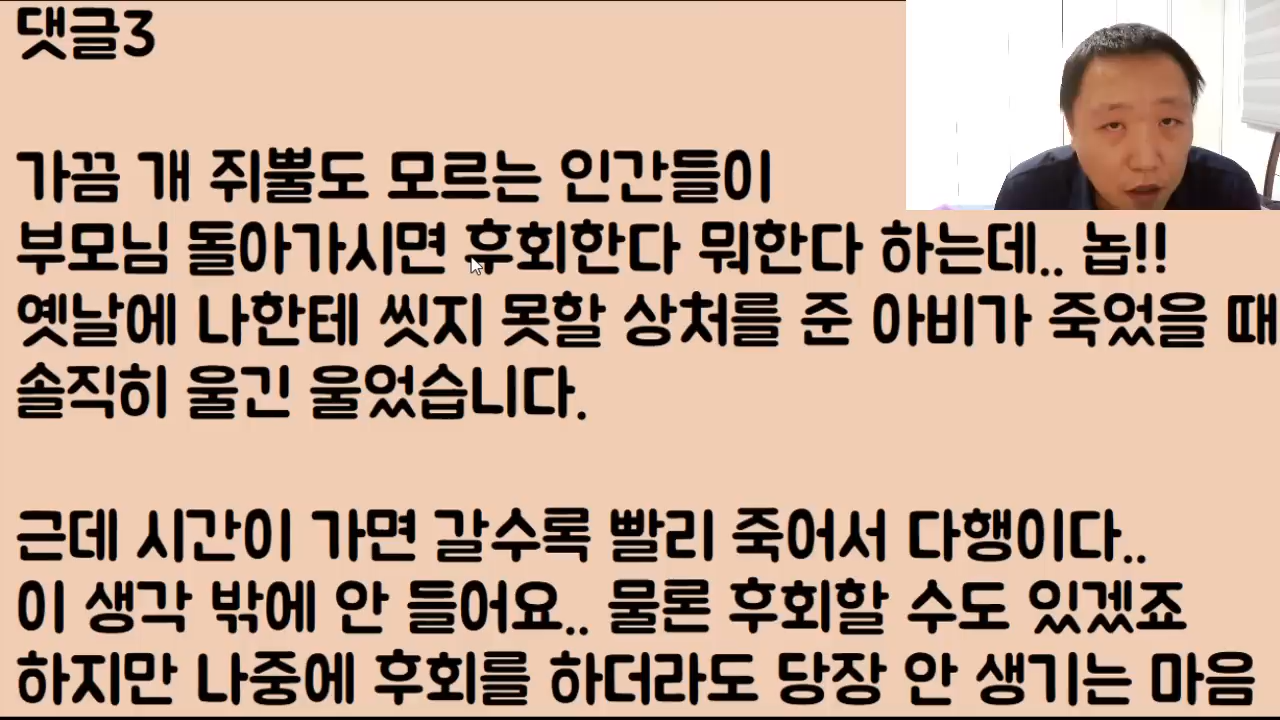 댓글3
가끔 개 쥐뿔도 모르는 인간들이
부모님 돌아가시면 후회한다 뭐한다 하는데.. 놉!!
옛날에 나한테 씻지 못할 상처를 준 아비가 죽었을 때
솔직히 울긴 울었습니다.
근데 시간이 가면 갈수록 빨리 죽어서 다행이다..
이 생각 밖에 안 들어요.. 물론 후회할 수도 있겠죠
하지만 나중에 후회를 하더라도 당장 안 생기는 마음